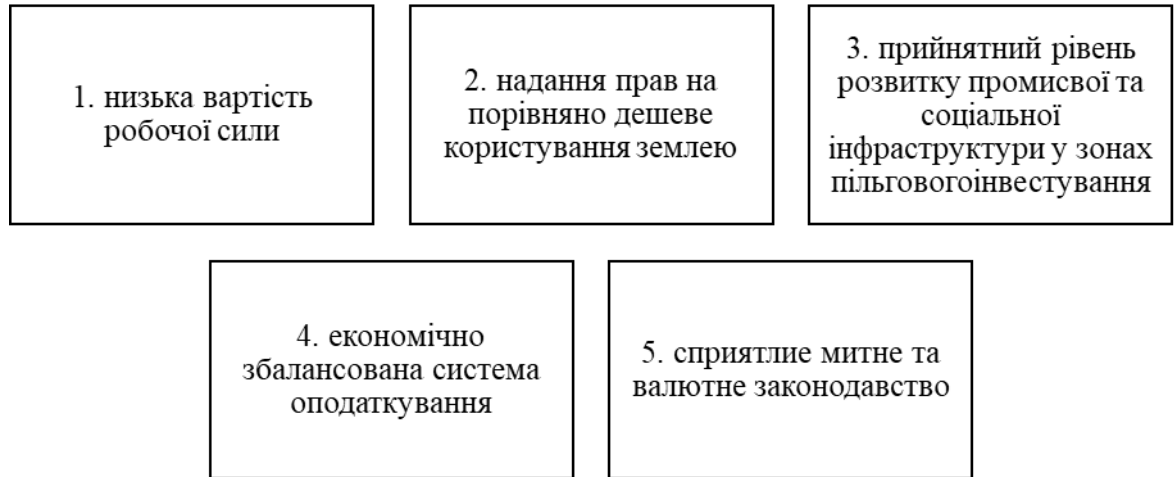 1. низька вартість
робочої сили
2. надання прав на
порівняно дешеве
користування землею
3. прийнятний рівень
розвитку промисвої та
соціальної
інфраструктури у зонах
пільговогоінвестування
4. економічно
збалансована система
оподаткування
5. сприятлие митне та
валютне законодавство